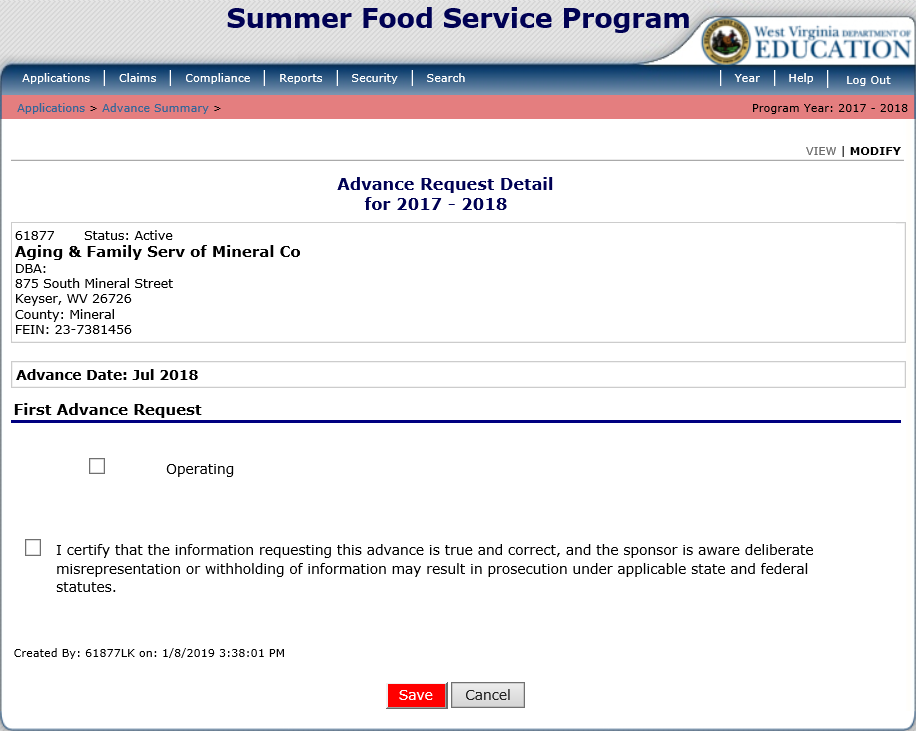 Summer Food Service Program
West Virginia DEPARTMENT OF
EDUCATION
Applications | Claims | Compliance | Reports | Security | Search | Year | Help | Log Out
Applications > Advance Summary > Program Year: 2017 - 2018
VIEW | MODIFY
Advance Request Detail
for 2017 - 2018
61877 Status: Active
Aging & Family Serv of Mineral Co
DBA:
875 South Mineral Street
Keyser, WV 26726
County: Mineral
FEIN: 23-7381456
Advance Date: Jul 2018
First Advance Request
Operating
I certify that the information requesting this advance is true and correct, and the sponsor is aware deliberate
misrepresentation or withholding of information may result in prosecution under applicable state and federal
statutes.
Created By: 61877LK on: 1/8/2019 3:38:01 PM
Save Cancel